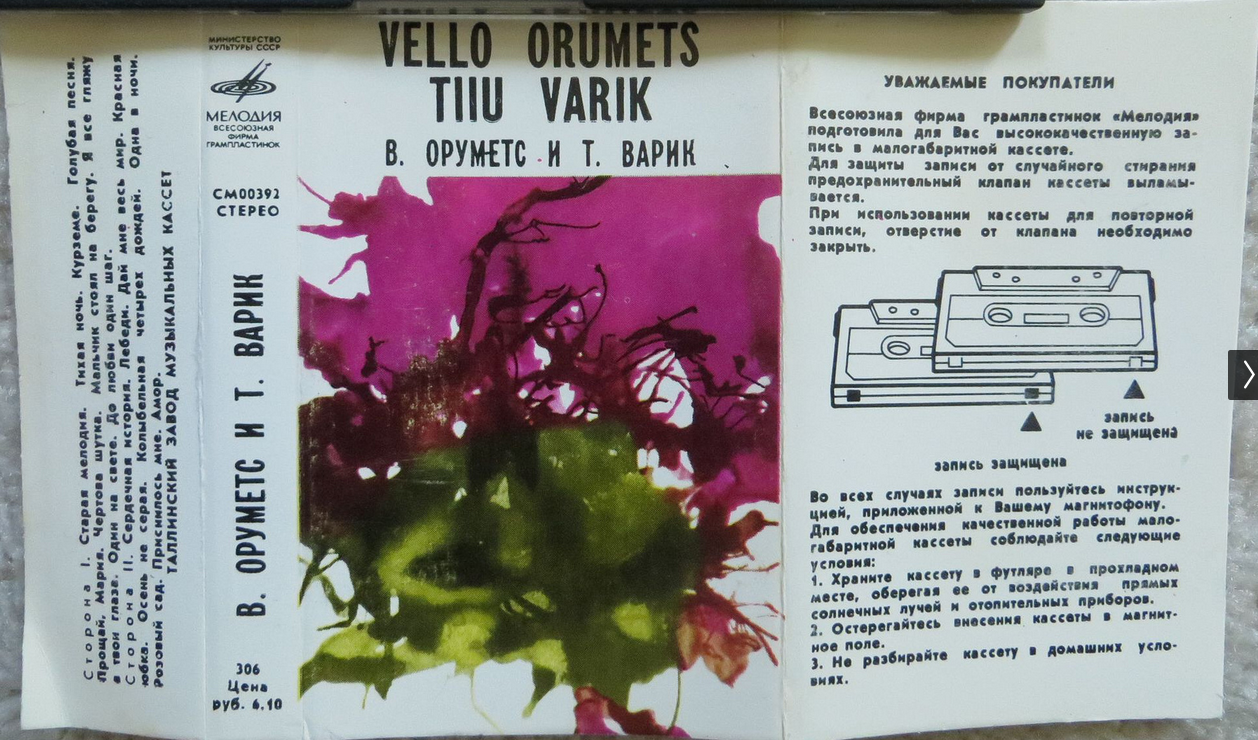 Сторона I. Старая мелодия. Тихая ночь. Курземе. Голубая песня.
Прощай, Мария. Чертова шутка. Мальчик стоял на берегу. Я все гляжу
в твои глаза. Одни на свете. До любви один шаг.
Сторона II. Сердечная история. Лебеди. Дай мне весь мир. Красная
юбка. Осень не серая. Колыбельная четырех дождей. Одна в ночи.
Розовый сад. Приснилось мне. Амор.
ТАЛЛИНСКИЙ ЗАВОД МУЗЫКАЛЬНЫХ КАССЕТ
МИНИСТЕРСТВО
КУЛЬТУРЫ СССР
МЕЛОДИЯ
ВСЕСОЮЗНАЯ
ФИРМА
ГРАМПЛАСТИНОК
СМ00392
СТЕРЕО
В. ОРУМЕТС И Т. ВАРИК
306
Цена
руб. 6.10
VELLO ORUMETS
TIIU VARIK
В. ОРУМЕТС И Т. ВАРИК
УВАЖАЕМЫЕ ПОКУПАТЕЛИ
Всесоюзная фирма грампластинок «Мелодия»
подготовила для Вас высококачественную за-
пись в малогабаритной кассете.
Для защиты записи от случайного стирания
предохранительный клапан кассеты выламы-
вается.
При использовании кассеты для повторной
записи, отверстие от клапана необходимо
закрыть.
запись
не защищена
запись защищена
Во всех случаях записи пользуйтесь инструк-
цией, приложенной к Вашему магнитофону.
Для обеспечения качественной работы мало-
габаритной кассеты соблюдайте следующие
условия:
1. Храните кассету в футляре в прохладном
месте, оберегая ее от воздействия прямых
солнечных лучей и отопительных приборов.
2. Остерегайтесь внесения кассеты в магнит-
ное поле.
3. Не разбирайте кассету в домашних усло-
виях.